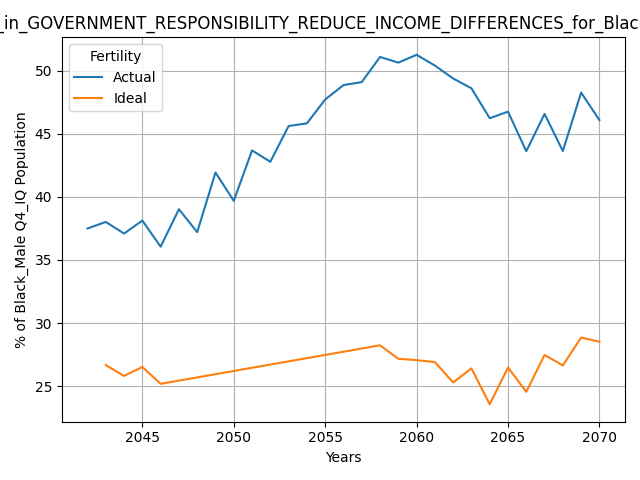 _in_GOVERNMENT_RESPONSIBILITY_REDUCE_INCOME_DIFFERENCES_for_Blac
Fertility
Actual
Ideal
% of Black_Male Q4_IQ Population
50
45
40
35
30
25
2045
2050
2055
2060
2065
2070
Years